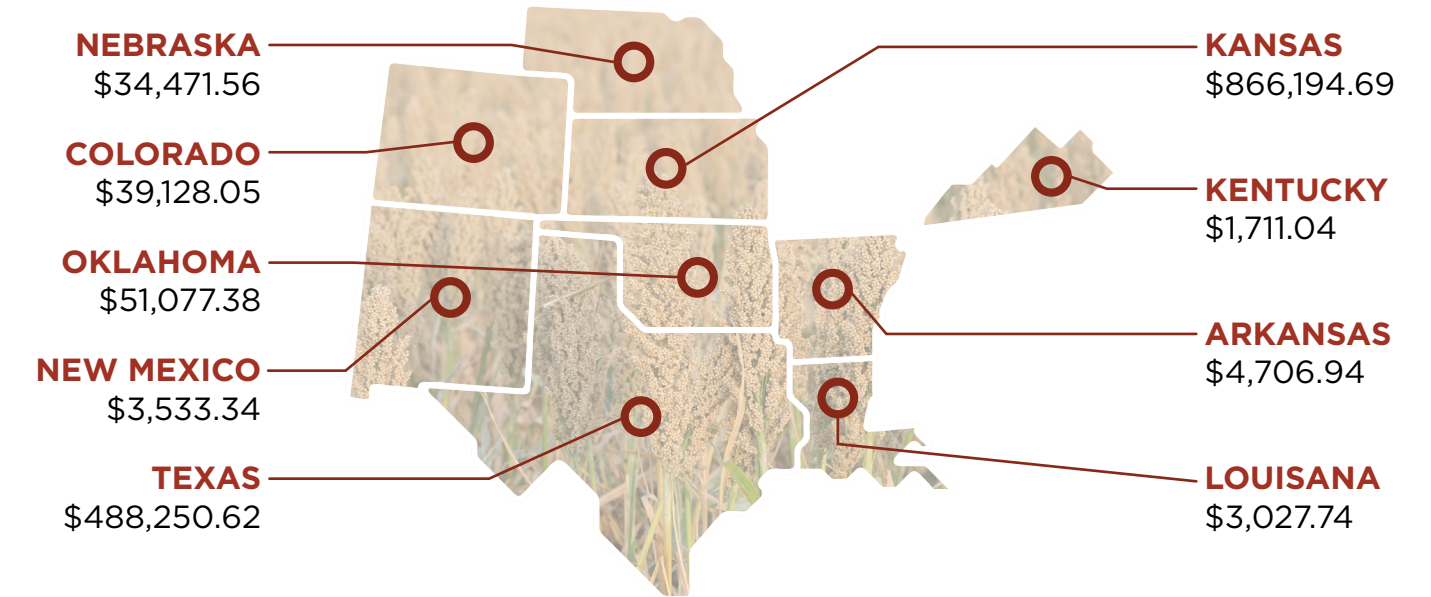 NEBRASKA
$34,471.56
COLORADO
$39,128.05
OKLAHOMA
$51,077.38
NEW MEXICO
$3,533.34
TEXAS
$488,250.62
KANSAS
$866,194.69
KENTUCKY
$1,711.04
ARKANSAS
$4,706.94
LOUISANA
$3,027.74